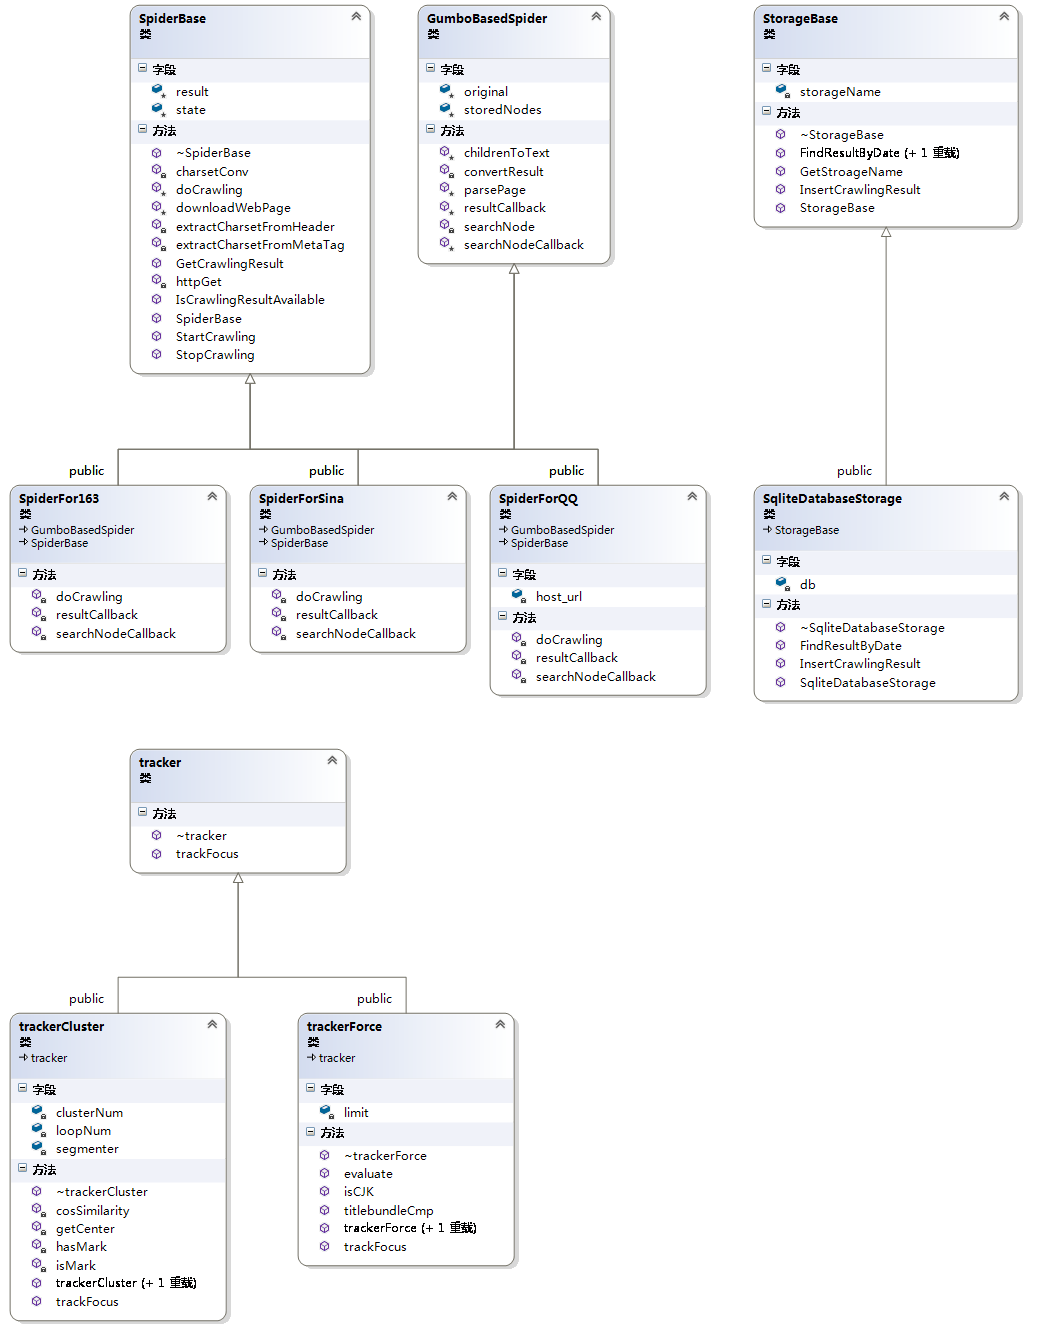 SpiderBase
类
字段
result
state
方法
~SpiderBase
charsetConv
doCrawling
downloadWebPage
extractCharsetFromHeader
extractCharsetFromMetaTag
GetCrawlingResult
httpGet
IsCrawlingResultAvailable
SpiderBase
StartCrawling
StopCrawling
GumboBasedSpider
类
字段
original
storedNodes
方法
childrenToText
convertResult
parsePage
resultCallback
searchNode
searchNodeCallback
StorageBase
类
字段
storageName
方法
~StorageBase
FindResultByDate (+ 1 重载)
GetStroageName
InsertCrawlingResult
StorageBase
public
SpiderFor163
类
GumboBasedSpider
SpiderBase
方法
doCrawling
resultCallback
searchNodeCallback
public
SpiderForSina
类
GumboBasedSpider
SpiderBase
方法
doCrawling
resultCallback
searchNodeCallback
public
SpiderForQQ
类
GumboBasedSpider
SpiderBase
字段
host_url
方法
doCrawling
resultCallback
searchNodeCallback
public
SqliteDatabaseStorage
类
StorageBase
字段
db
方法
~SqliteDatabaseStorage
FindResultByDate
InsertCrawlingResult
SqliteDatabaseStorage
tracker
类
方法
~tracker
trackFocus
public
trackerCluster
类
tracker
字段
clusterNum
loopNum
segmenter
方法
~trackerCluster
cosSimilarity
getCenter
hasMark
isMark
trackerCluster (+ 1 重载)
trackFocus
public
trackerForce
类
tracker
字段
limit
方法
~trackerForce
evaluate
isCJK
titlebundleCmp
trackerForce (+ 1 重载)
trackFocus